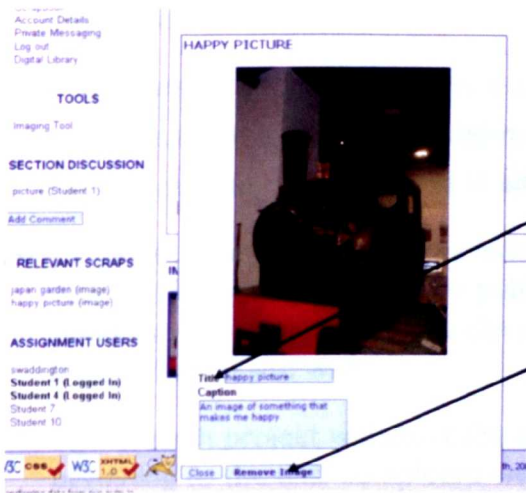 Account Details
Private Messaging
Log out
Digital Library
TOOLS
Imaging Tool
SECTION DISCUSSION
picture (Student 1)
Add Comment
RELEVANT SCRAPS
japan garden (image)
happy picture (image)
ASSIGNMENT USERS
swaddington
Student 1 (Logged In)
Student 4 (Logged In)
Student 7
Student 10
W3C css
W3C XHTML 1.0
HAPPY PICTURE
Title happy picture
Caption
An image of something that
makes me happy
Close Remove Image